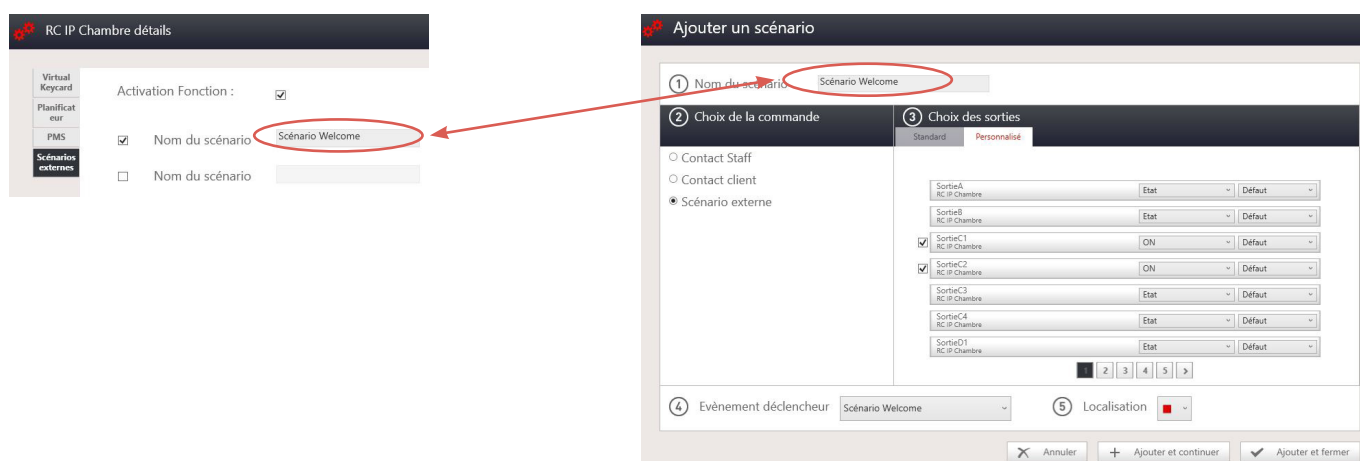 RC IP Chambre détails
Virtual
Keycard
Planificat
eur
PMS
Scénarios
externes
Activation Fonction :
Nom du scénario Scénario Welcome
Nom du scénario
Ajouter un scénario
1 Nom du scénario Scénario Welcome
2 Choix de la commande
Contact Staff
Contact client
Scénario externe
3 Choix des sorties
Standard Personnalisé
SortieA
RC IP Chambre Etat Défaut
SortieB
RC IP Chambre Etat Défaut
SortieC1
RC IP Chambre ON Défaut
SortieC2
RC IP Chambre ON Défaut
SortieC3
RC IP Chambre Etat Défaut
SortieC4
RC IP Chambre Etat Défaut
SortieD1
RC IP Chambre Etat Défaut
1 2 3 4 5 >
4 Evènement déclencheur Scénario Welcome
5 Localisation
Annuler + Ajouter et continuer Ajouter et fermer